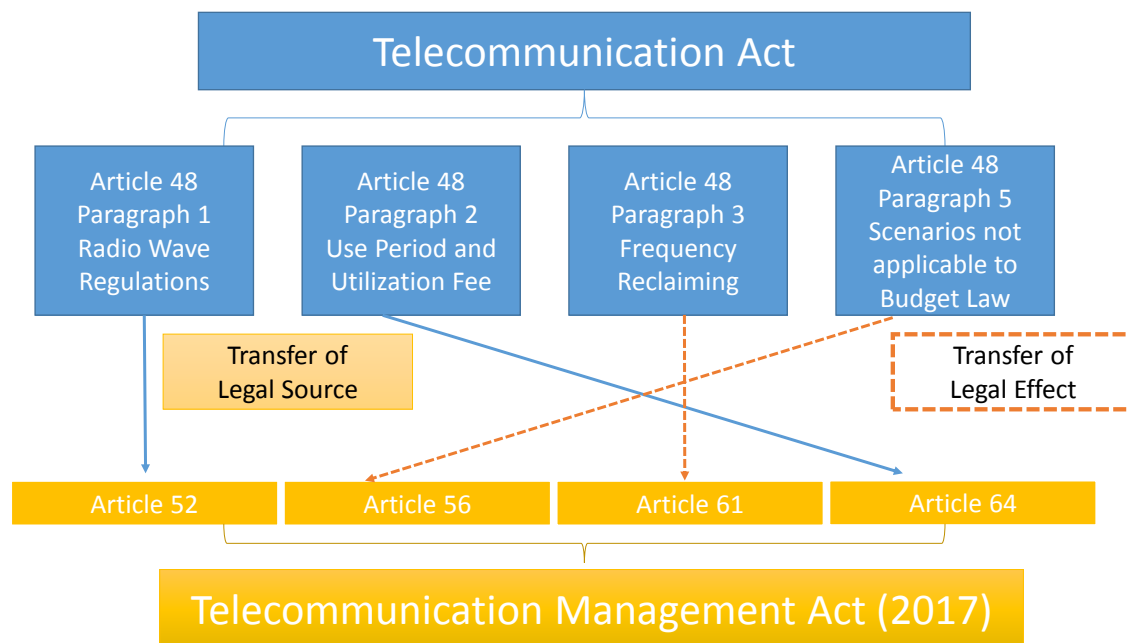 Telecommunication Act
Article 48
Paragraph 1
Radio Wave
Regulations
Article 48
Paragraph 2
Use Period and
Utilization Fee
Article 48
Paragraph 3
Frequency
Reclaiming
Article 48
Paragraph 5
Scenarios not
applicable to
Budget Law
Transfer of
Legal Source
Transfer of
Legal Effect
Article 52
Article 56
Article 61
Article 64
Telecommunication Management Act (2017)